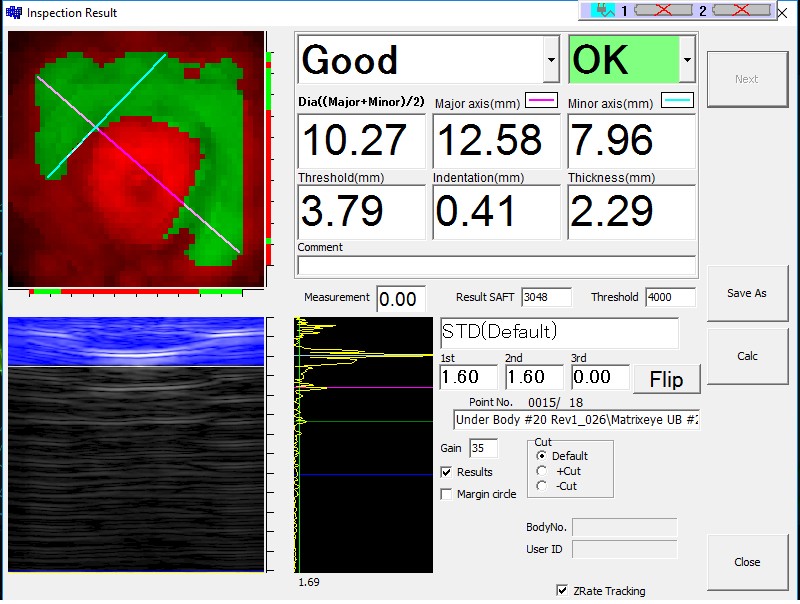 Inspection Result
1 2
Good OK
Next
Dia((Major+Minor)/2) Major axis(mm) Minor axis(mm)
10.27 12.58 7.96
Threshold(mm) Indentation(mm) Thickness(mm)
3.79 0.41 2.29
Comment
Measurement 0.00 Result SAFT 3048 Threshold 4000
Save As
STD(Default)
1st 2nd 3rd
1.60 1.60 0.00 Flip
Calc
Point No. 0015/ 18
Under Body #20 Rev1_026\Matrixeye UB #2
Gain 35
Cut
Default
Results
+Cut
-Cut
Margin circle
BodyNo.
User ID
Close
1.69
ZRate Tracking